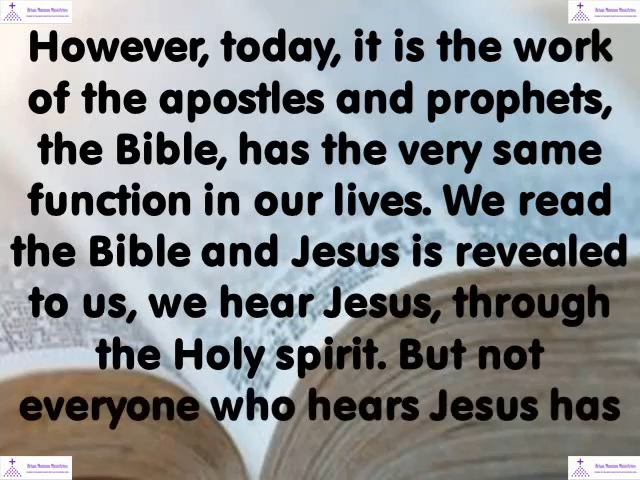 However, today, it is the work
of the apostles and prophets,
the Bible, has the very same
function in our lives. We read
the Bible and Jesus is revealed
to us, we hear Jesus, through
the Holy spirit. But not
everyone who hears Jesus has